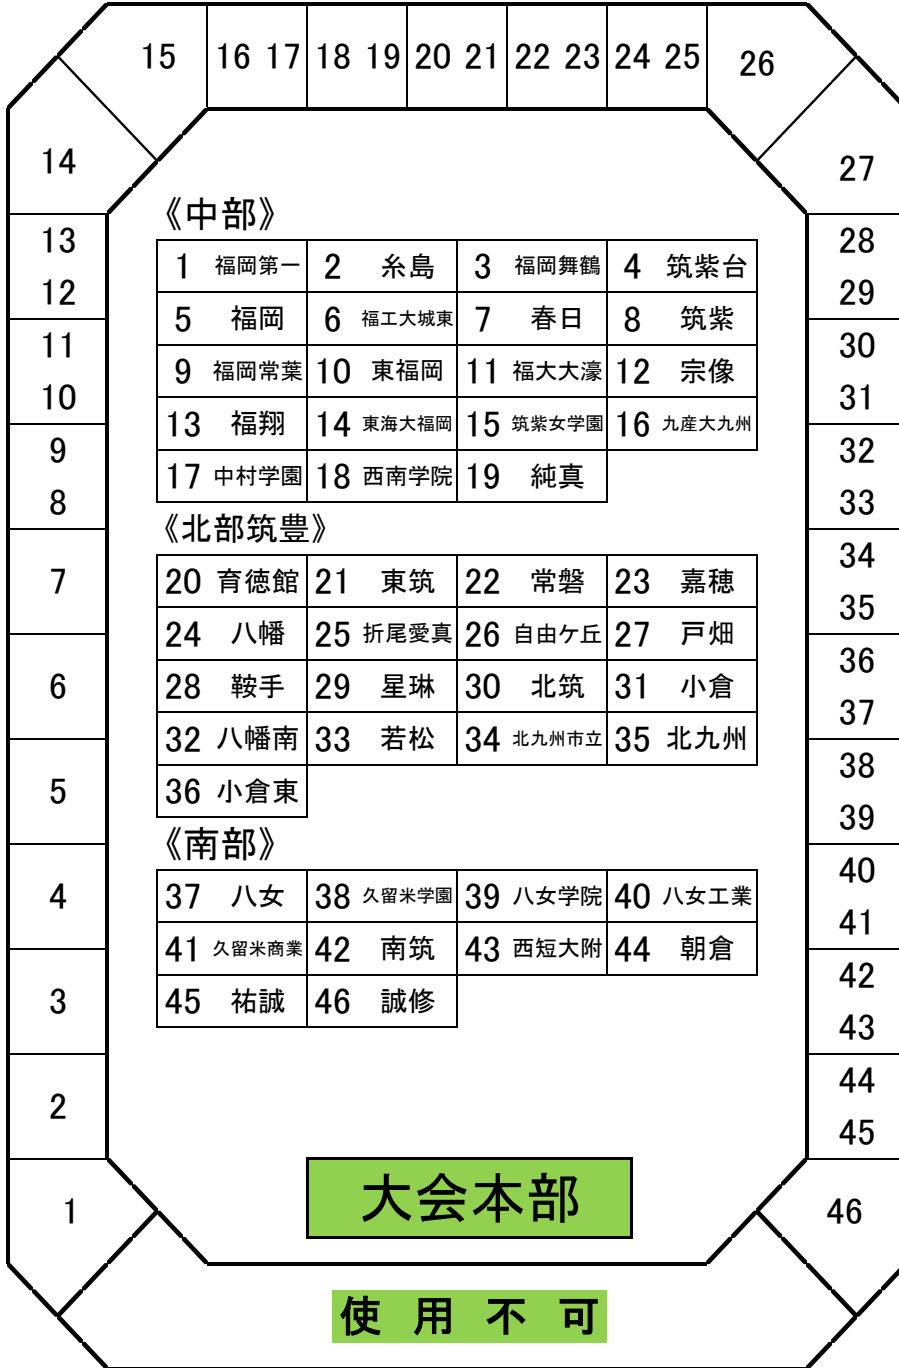 15 16 17 18 19 20 21 22 23 24 25 26
14
27
13
12
11
10
9
8
7
6
5
4
3
2
1
《中部》
1 福岡第一 2 糸島 3 福岡舞鶴 4 筑紫台
5 福岡 6 福工大城東 7 春日 8 筑紫
9 福岡常葉 10 東福岡 11 福大大濠 12 宗像
13 福翔 14 東海大福岡 15 筑紫女学園 16 九産大九州
17 中村学園 18 西南学院 19 純真
《北部筑豊》
20 育徳館 21 東筑 22 常磐 23 嘉穂
24 八幡 25 折尾愛真 26 自由ケ丘 27 戸畑
28 鞍手 29 星琳 30 北筑 31 小倉
32 八幡南 33 若松 34 北九州市立 35 北九州
36 小倉東
《南部》
37 八女 38 久留米学園 39 八女学院 40 八女工業
41 久留米商業 42 南筑 43 西短大附 44 朝倉
45 祐誠 46 誠修
28
29
30
31
32
33
34
35
36
37
38
39
40
41
42
43
44
45
46
大会本部
使用不可